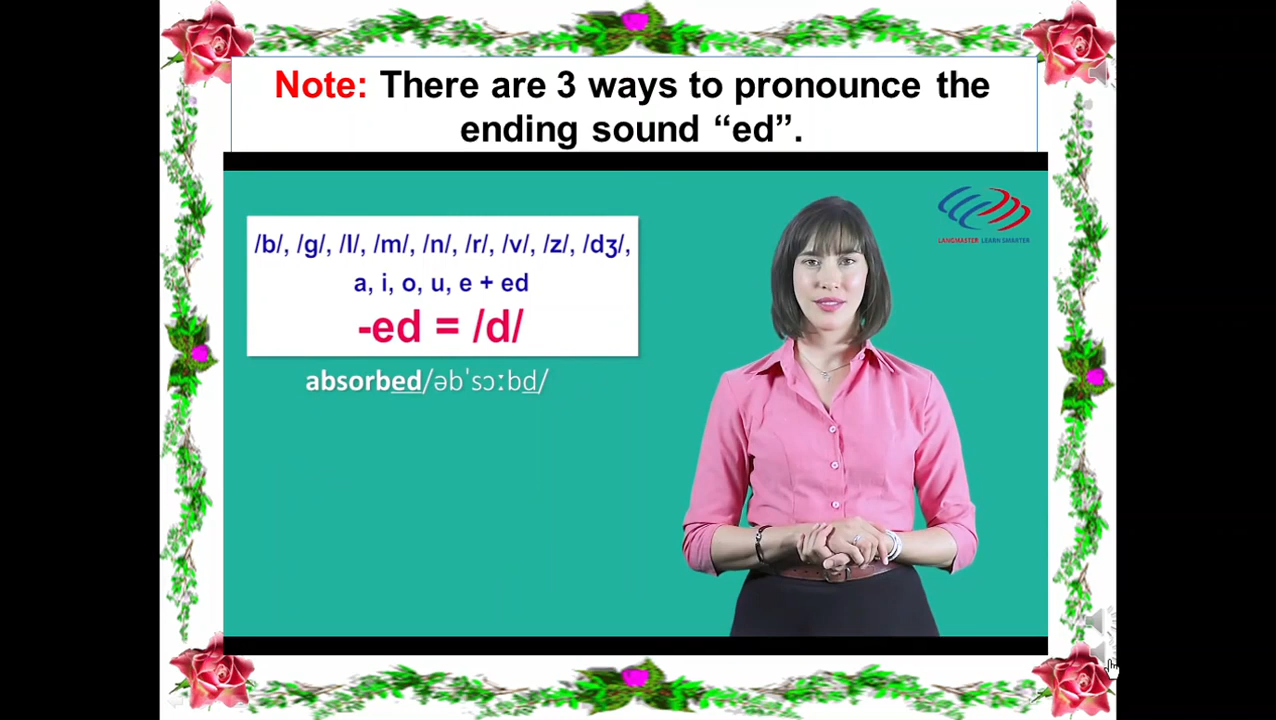 Note: There are 3 ways to pronounce the
ending sound “ed”.
LANGMASTER LEARN SMARTER
/b/, /g/, /l/, /m/, /n/, /r/, /v/, /z/, /dʒ/,
a, i, o, u, e + ed
-ed = /d/
absorbed/əbˈsɔːbd/